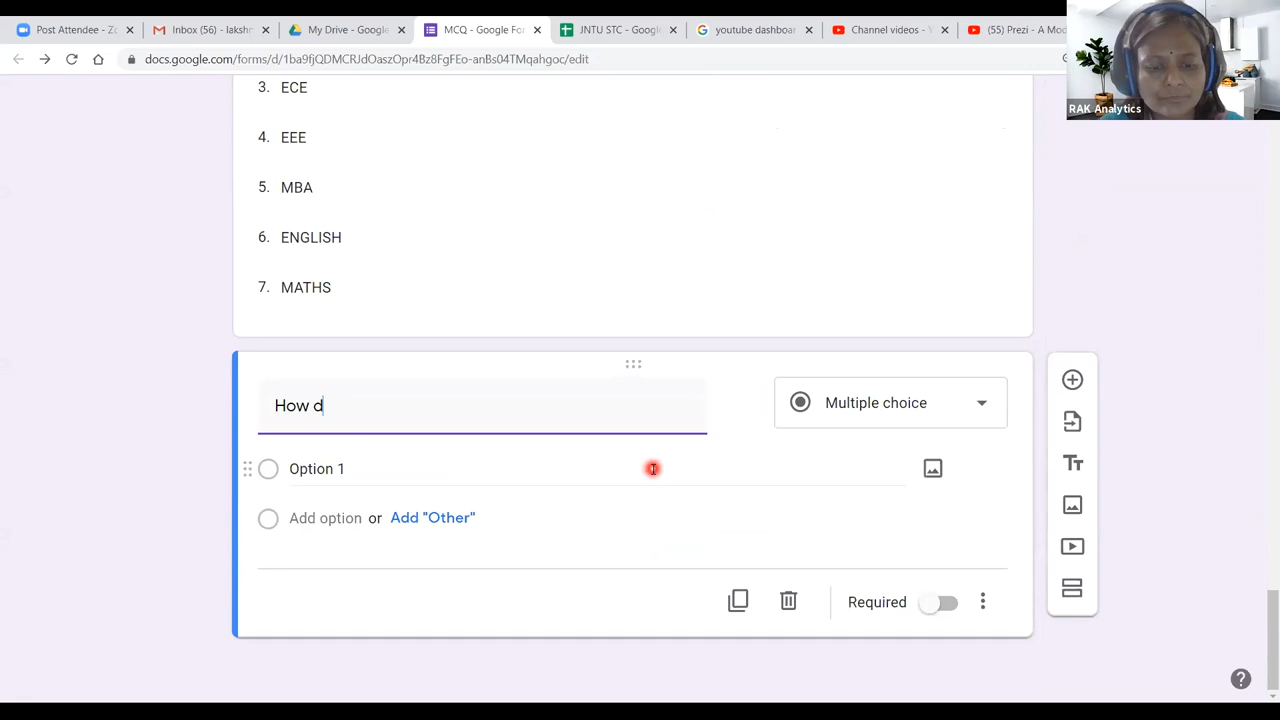 Post Attendee - Zo
Inbox (56) - lakshm
My Drive - Google
MCQ - Google For
JNTU STC - Google
youtube dashboar
Channel videos - Y
(55) Prezi - A Mod
docs.google.com/forms/d/1ba9fjQDMCRJdOaszOpr4Bz8FgFEo-anBs04TMqahgoc/edit
RAK Analytics
3. ECE
4. EEE
5. MBA
6. ENGLISH
7. MATHS
How d
Multiple choice
Option 1
Add option or Add "Other"
Required